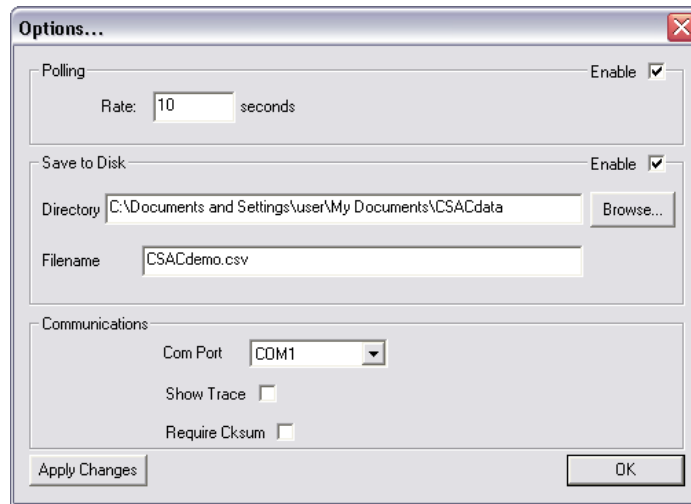 Options...
Polling
Enable
Rate: 10 seconds
Save to Disk
Enable
Directory C:\Documents and Settings\user\My Documents\CSACdata Browse...
Filename CSACdemo.csv
Communications
Com Port COM1
Show Trace
Require Cksum
Apply Changes OK